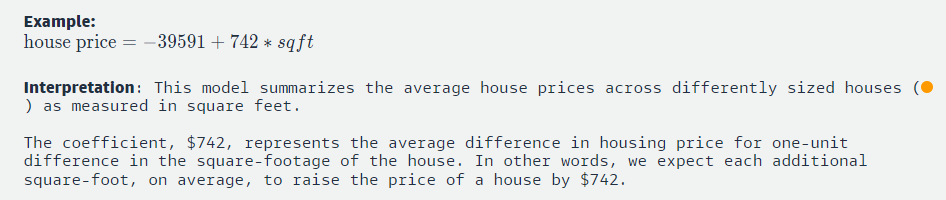 Example:
house price = −39591 + 742 ∗ sqft
Interpretation: This model summarizes the average house prices across differently sized houses (
) as measured in square feet.
The coefficient, $742, represents the average difference in housing price for one-unit
difference in the square-footage of the house. In other words, we expect each additional
square-foot, on average, to raise the price of a house by $742.